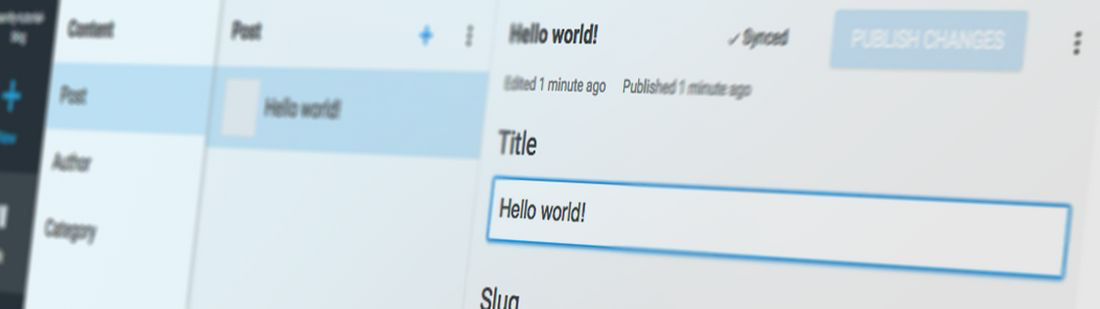 Content
Post
Author
Category
Post
Hello world!
Hello world!
✓ Synced
PUBLISH CHANGES
Edited 1 minute ago Published 1 minute ago
Title
Hello world!
Slug